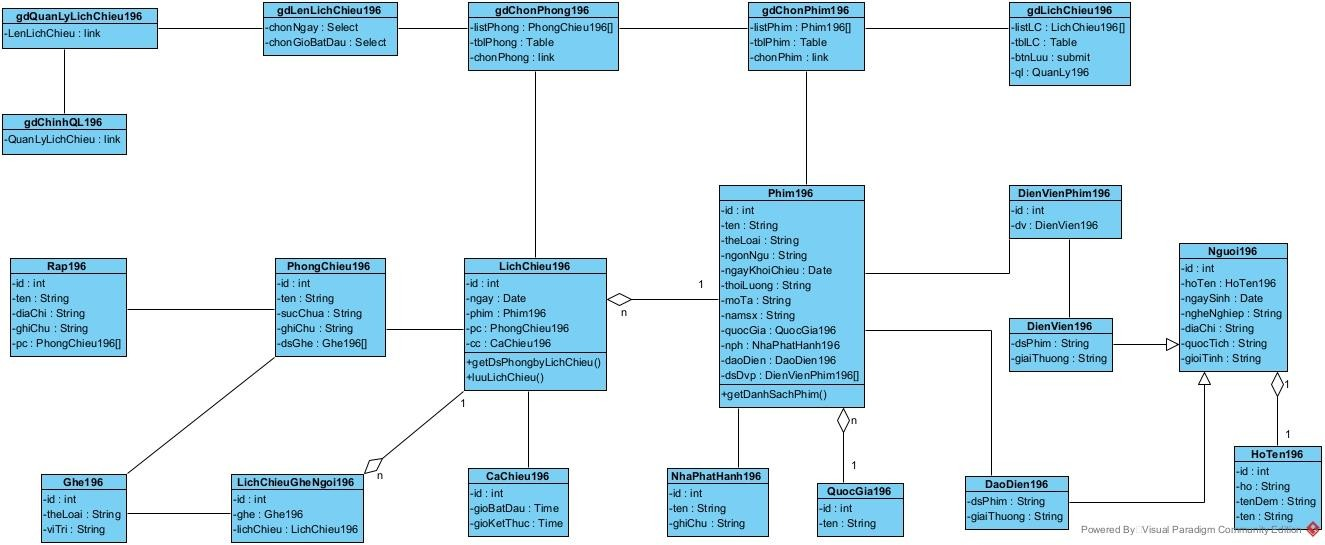 gdQuanLyLichChieu196
-LenLichChieu : link
gdLenLichChieu196
-chonNgay : Select
-chonGioBatDau : Select
gdChonPhong196
-listPhong : PhongChieu196[]
-tblPhong : Table
-chonPhong : link
gdChonPhim196
-listPhim : Phim196[]
-tblPhim : Table
-chonPhim : link
gdLichChieu196
-listLC : LichChieu196[]
-tblLC : Table
-btnLuu : submit
-ql : QuanLy196
gdChinhQL196
-QuanLyLichChieu : link
Phim196
-id : int
-ten : String
-theLoai : String
-ngonNgu : String
-ngayKhoiChieu : Date
-thoiLuong : String
-moTa : String
-namsx : String
-quocGia : QuocGia196
-nph : NhaPhatHanh196
-daoDien : DaoDien196
-dsDvp : DienVienPhim196[]
+getDanhSachPhim()
DienVienPhim196
-id : int
-dv : DienVien196
Nguoi196
-id : int
-hoTen : HoTen196
-ngaySinh : Date
-ngheNghiep : String
-diaChi : String
-quocTich : String
-gioiTinh : String
Rap196
-id : int
-ten : String
-diaChi : String
-ghiChu : String
-pc : PhongChieu196[]
PhongChieu196
-id : int
-ten : String
-sucChua : String
-ghiChu : String
-dsGhe : Ghe196[]
LichChieu196
-id : int
-ngay : Date
-phim : Phim196
-pc : PhongChieu196
-cc : CaChieu196
+getDsPhongbyLichChieu()
+luuLichChieu()
1
n
DienVien196
-dsPhim : String
-giaiThuong : String
1
1
n
1
n
1
1
Ghe196
-id : int
-theLoai : String
-viTri : String
LichChieuGheNgoi196
-id : int
-ghe : Ghe196
-lichChieu : LichChieu196
CaChieu196
-id : int
-gioBatDau : Time
-gioKetThuc : Time
NhaPhatHanh196
-id : int
-ten : String
-ghiChu : String
QuocGia196
-id : int
-ten : String
DaoDien196
-dsPhim : String
-giaiThuong : String
HoTen196
-id : int
-ho : String
-tenDem : String
-ten : String
Powered By Visual Paradigm Community Edition